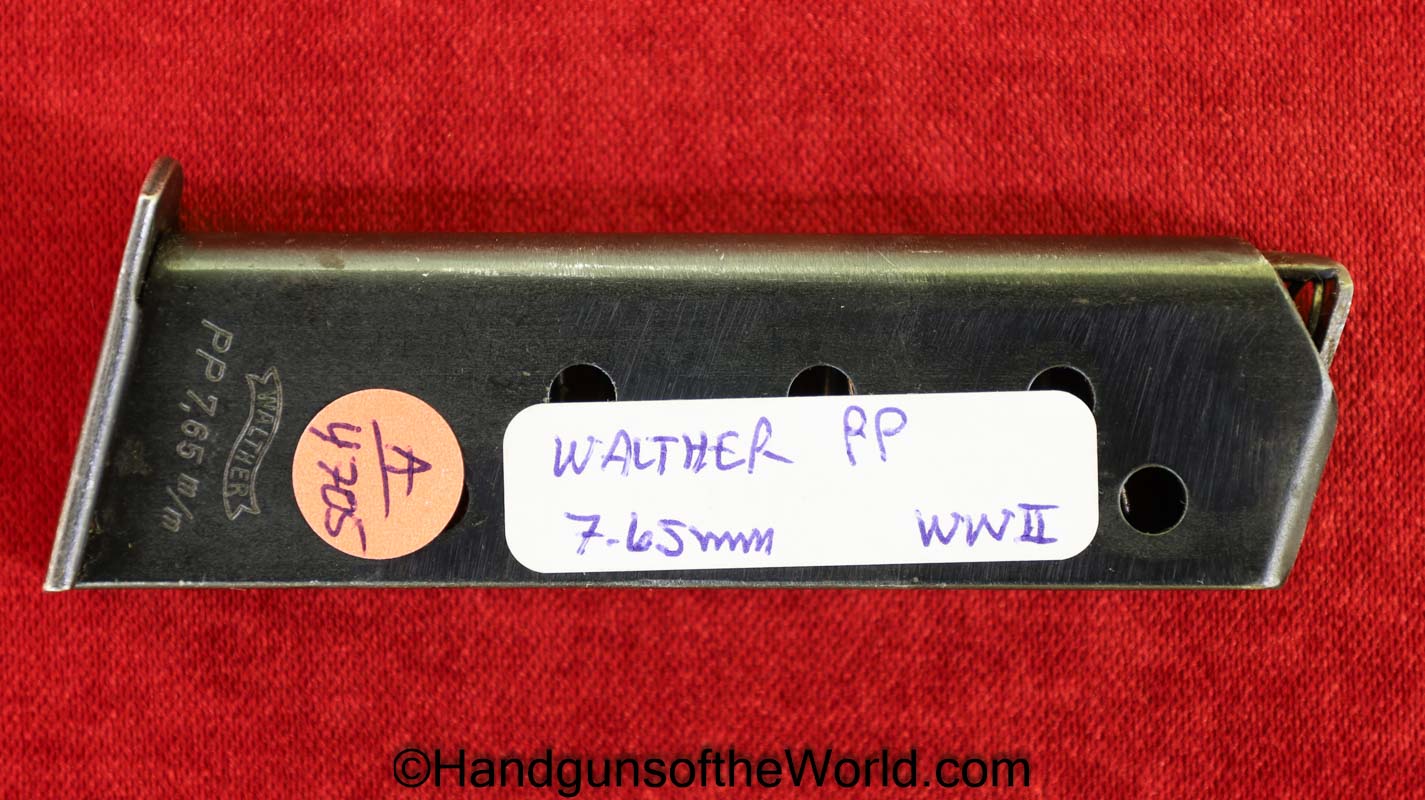 PP 7,65 m/m
WALTHER
A
4705
WALTHER PP
7.65mm WWII
©HandgunsoftheWorld.com